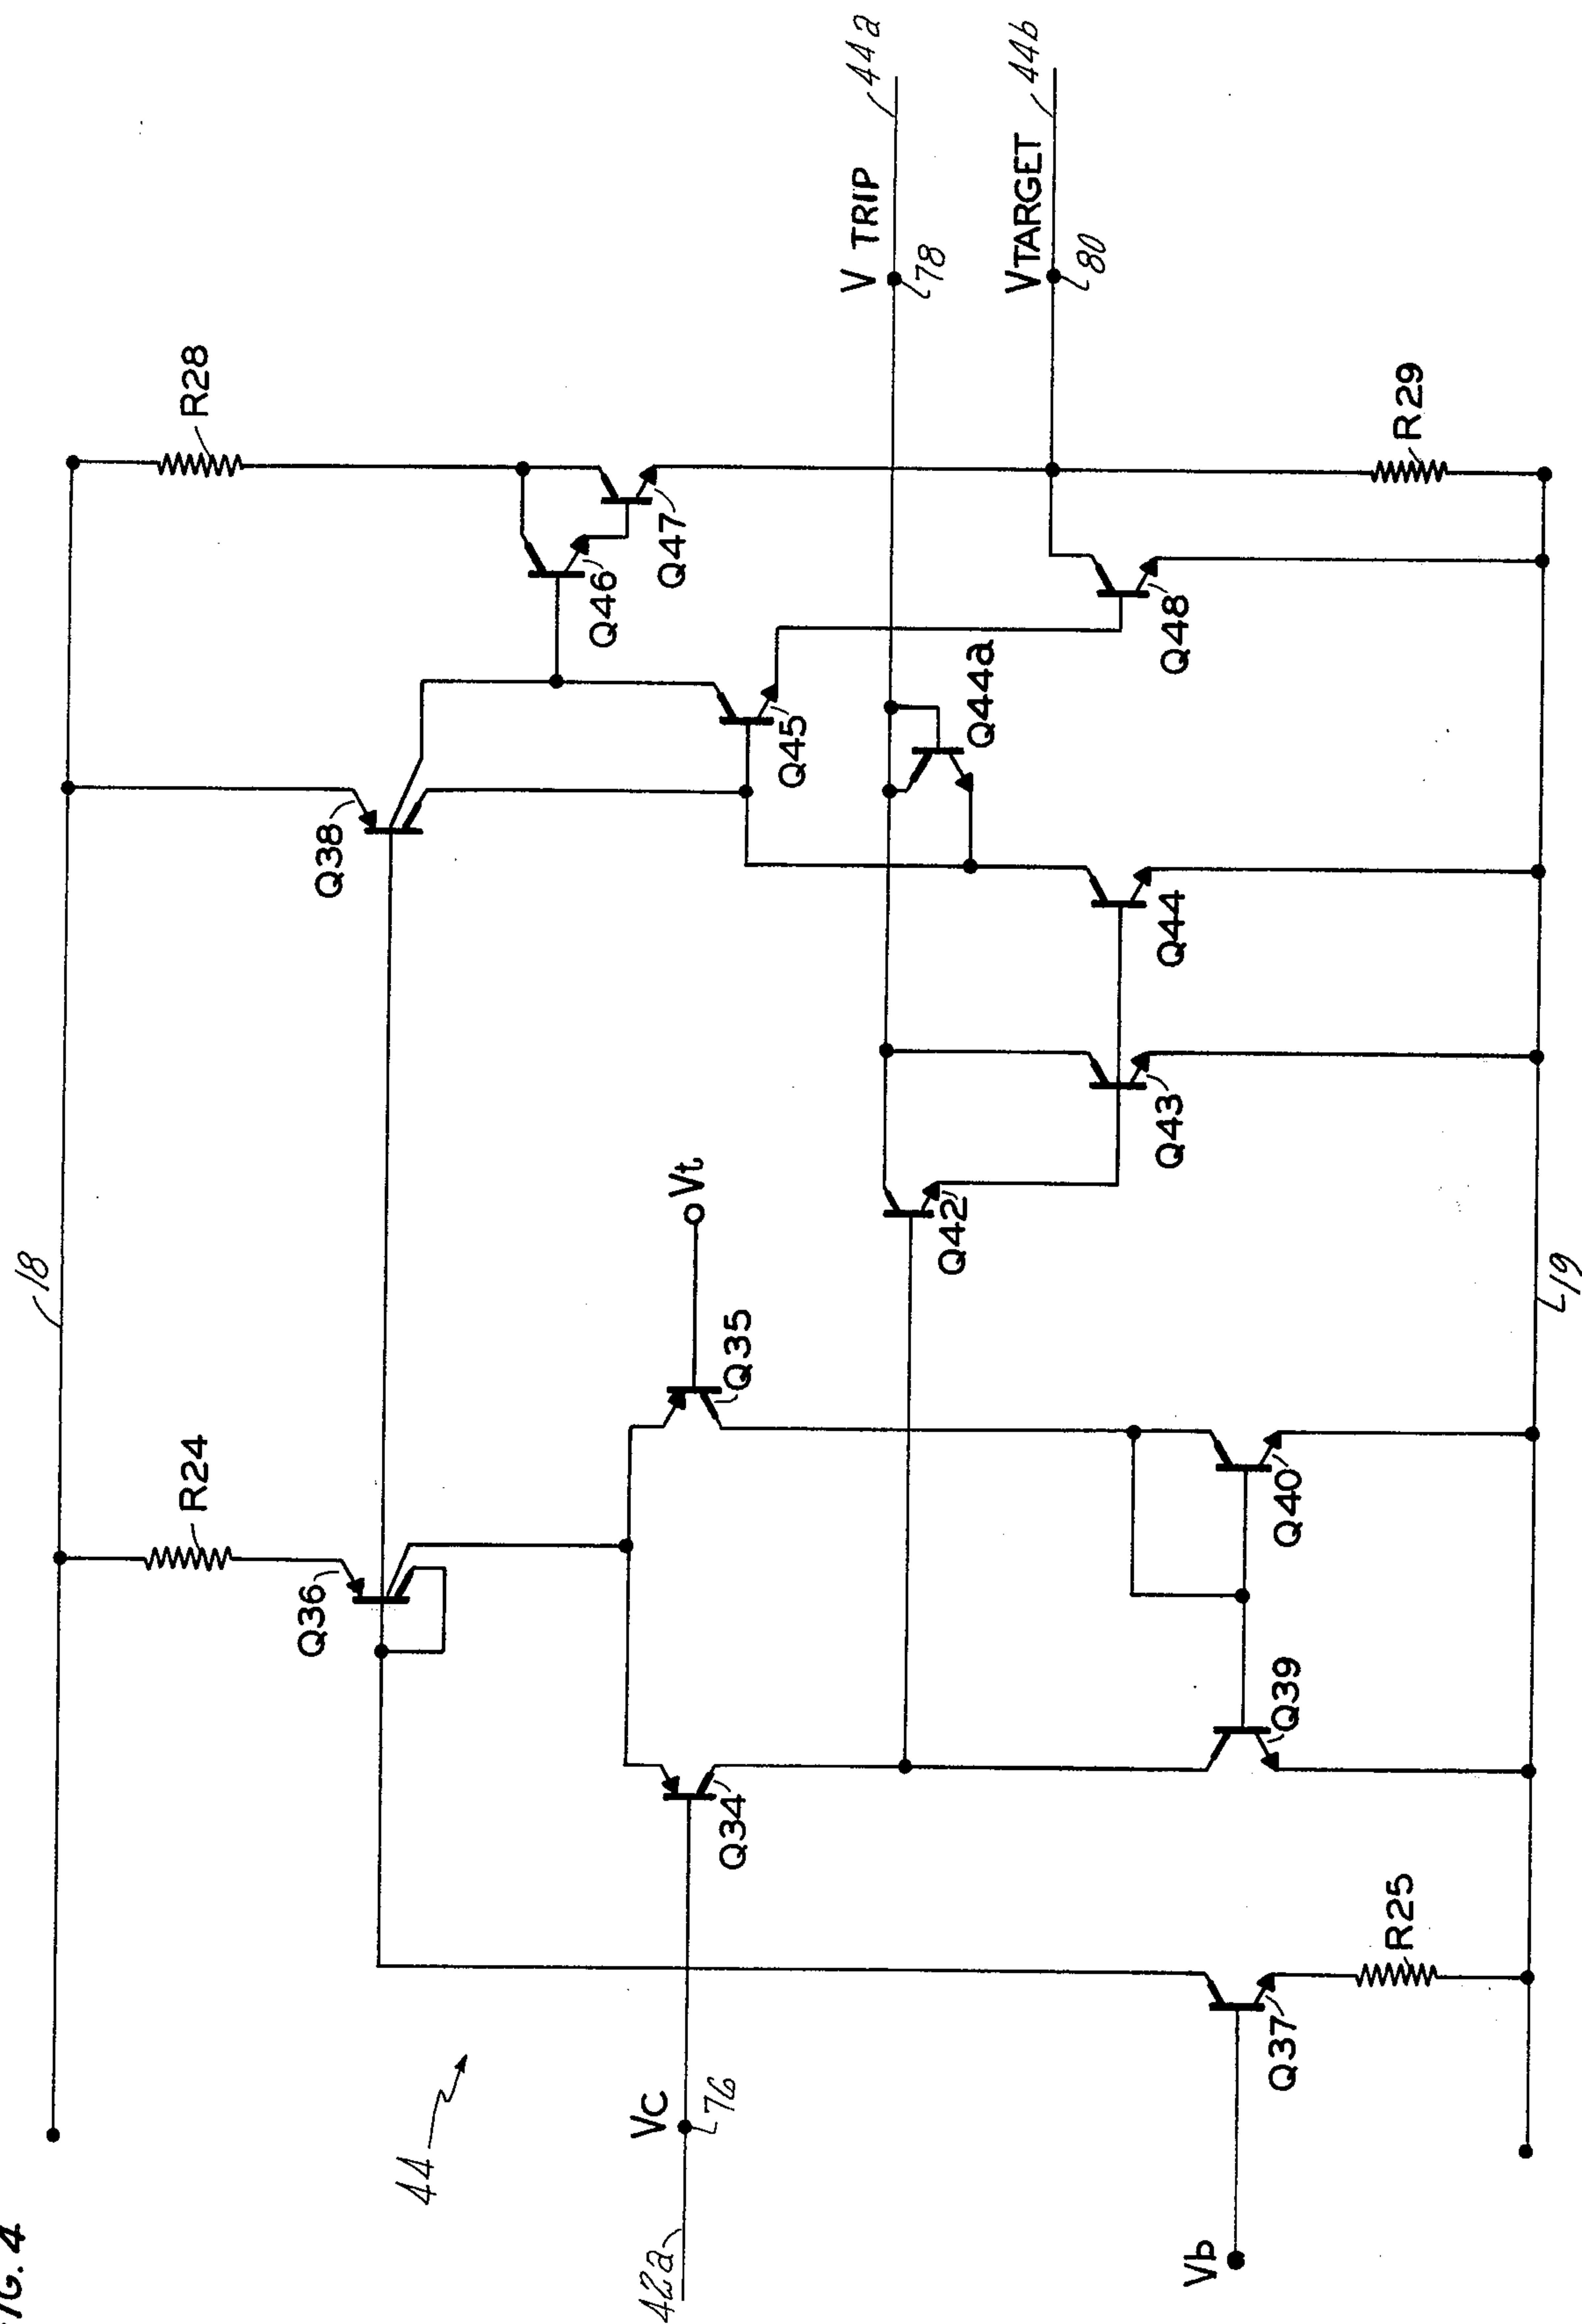 FIG. 4
18
R24
R28
Q36
Q38
44
Q46
Q47
42a
Vc
76
Q34
Q35
Vt
Q45
V TRIP
44a
78
Q42
Q44a
VTARGET
44b
80
Q43
Q44
Q48
Vb
Q37
R25
Q39
Q40
R29
19